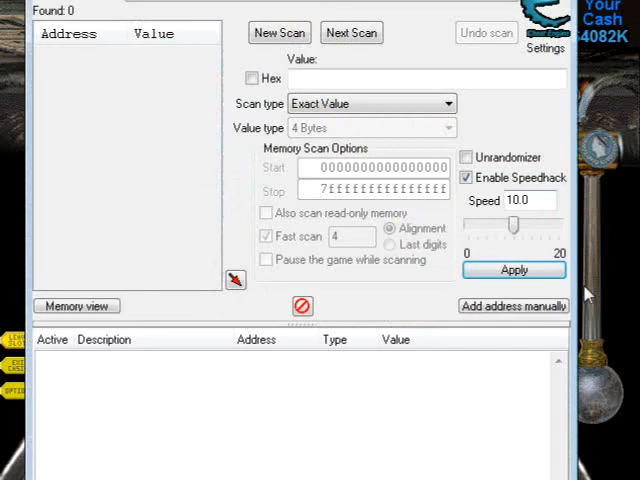 Found: 0
Your
Cash
64082K
Address Value
New Scan Next Scan Undo scan
Settings
Value:
Hex
Scan type Exact Value
Value type 4 Bytes
Memory Scan Options
Start 0000000000000000
Stop 7fffffffffffffff
Unrandomizer
Enable Speedhack
Speed 10.0
Also scan read-only memory
Fast scan 4 Alignment
Last digits
Pause the game while scanning
0 20
Apply
Memory view Add address manually
Active Description Address Type Value
OPTIO